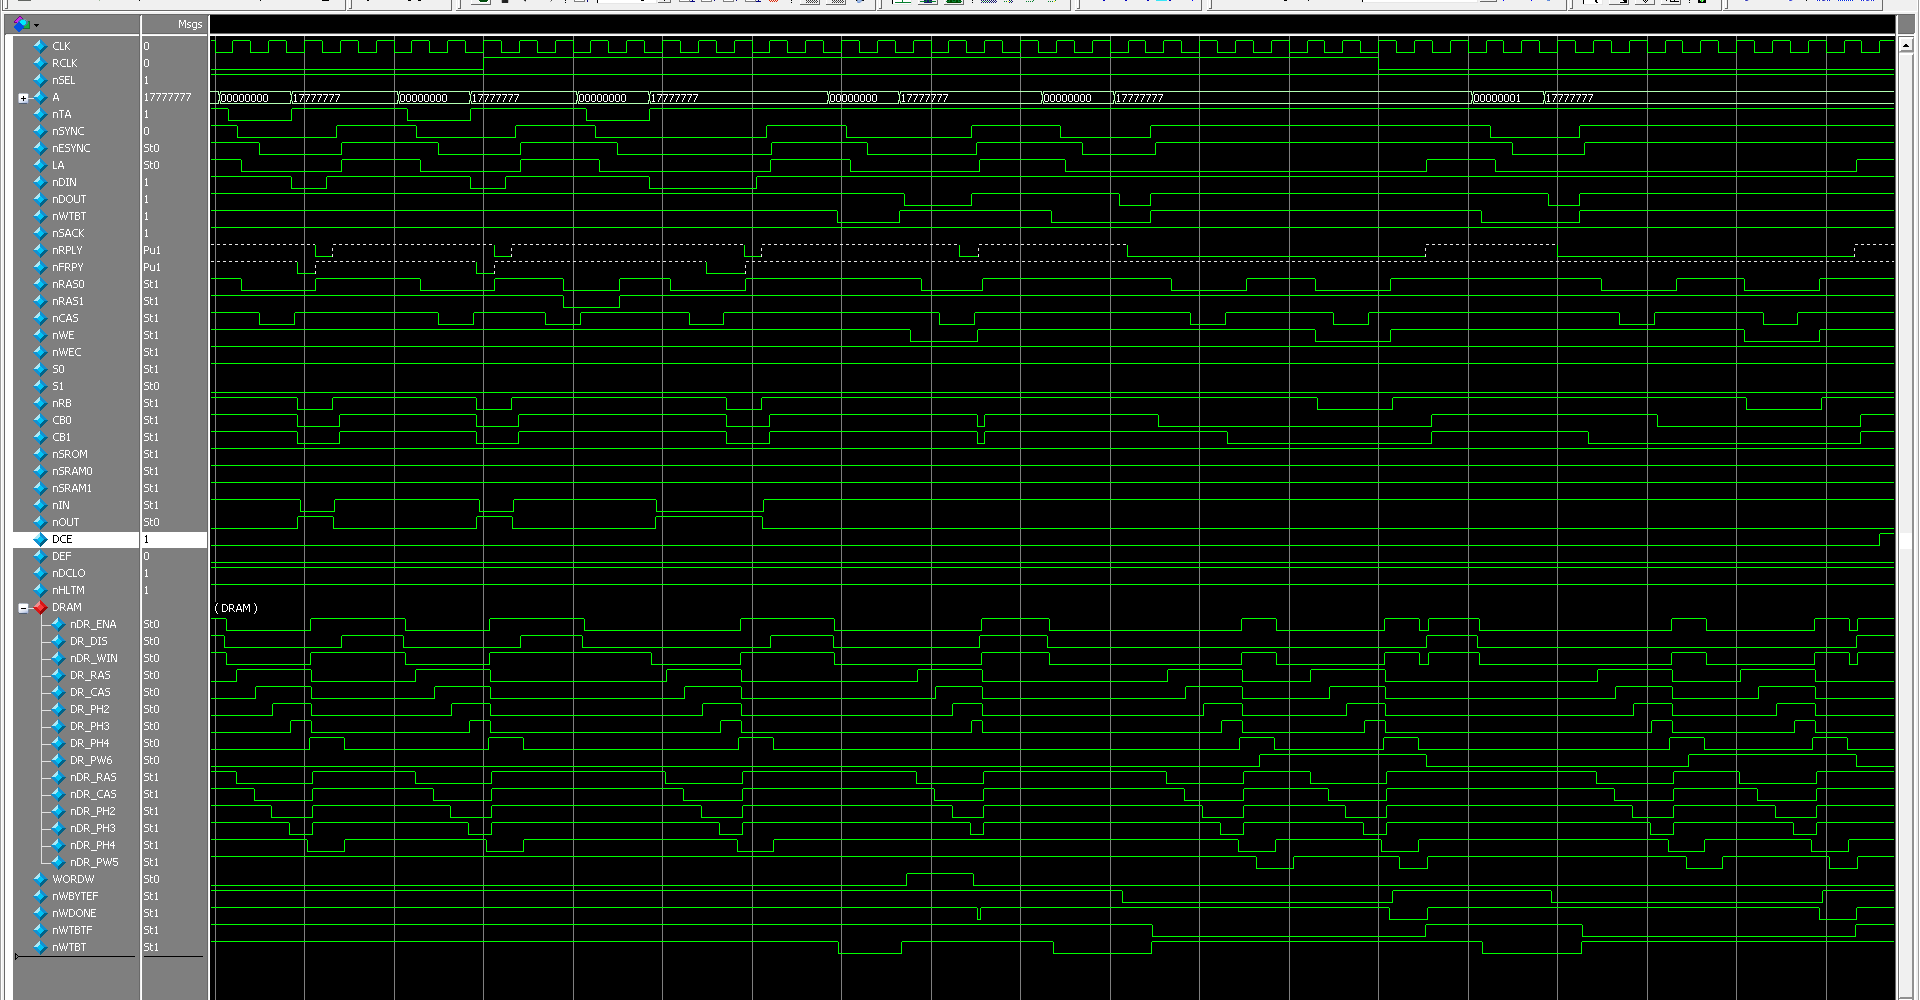 Msgs
CLK 0
RCLK 0
nSEL 1
A 17777777 00000000 17777777 00000000 17777777 00000000 17777777 00000000 17777777 00000000 17777777 00000001 17777777
nTA 1
nSYNC 0
nESYNC St0
LA St0
nDIN 1
nDOUT 1
nWTBT 1
nSACK 1
nRPLY Pu1
nFRPY Pu1
nRAS0 St1
nRAS1 St1
nCAS St1
nWE St1
nWEC St1
S0 St1
S1 St0
nRB St1
CB0 St1
CB1 St1
nSROM St1
nSRAM0 St1
nSRAM1 St1
nIN St1
nOUT St0
DCE 1
DEF 0
nDCLO 1
nHLTM 1
DRAM (DRAM)
nDR_ENA St0
DR_DIS St0
nDR_WIN St0
DR_RAS St0
DR_CAS St0
DR_PH2 St0
DR_PH3 St0
DR_PH4 St0
DR_PW6 St0
nDR_RAS St1
nDR_CAS St1
nDR_PH2 St1
nDR_PH3 St1
nDR_PH4 St1
nDR_PW5 St1
WORDW St0
nWBYTEF St1
nWDONE St1
nWTBTF St1
nWTBT St1